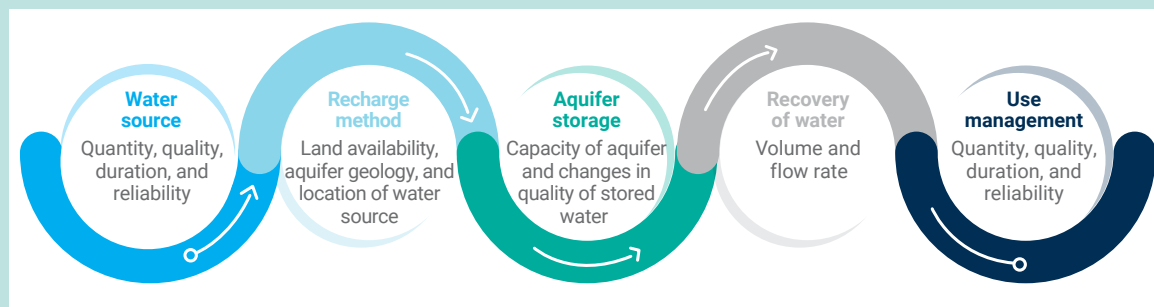 Water
source
Quantity, quality,
duration, and
reliability
Recharge
method
Land availability,
aquifer geology, and
location of water
source
Aquifer
storage
Capacity of aquifer
and changes in
quality of stored
water
Recovery
of water
Volume and
flow rate
Use
management
Quantity, quality,
duration, and
reliability